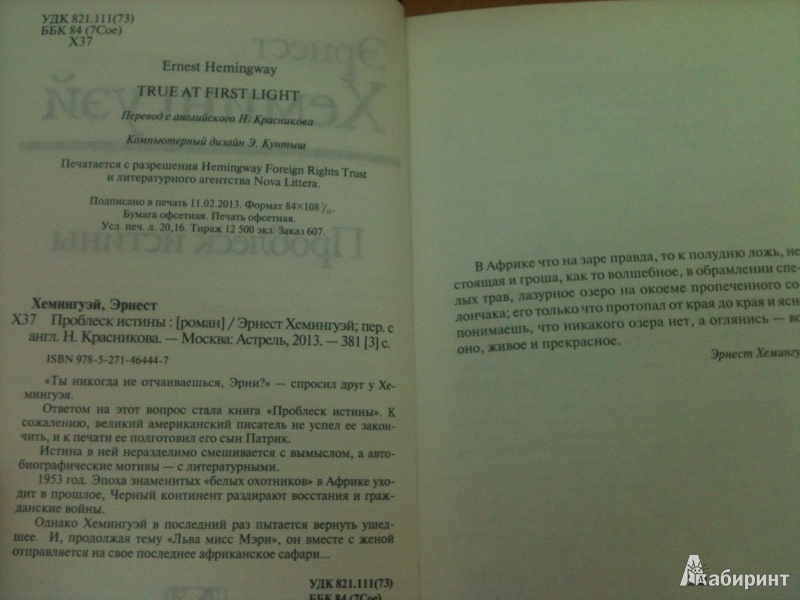 УДК 821.111(73)
ББК 84 (7Сое)
Х37
Ernest Hemingway
TRUE AT FIRST LIGHT
Перевод с английского Н. Красникова
Компьютерный дизайн Э. Кунтыш
Печатается с разрешения Hemingway Foreign Rights Trust
и литературного агентства Nova Littera.
Подписано в печать 11.02.2013. Формат 84×108 1/32.
Бумага офсетная. Печать офсетная.
Усл. печ. л. 20,16. Тираж 12 500 экз. Заказ 607.
Хемингуэй, Эрнест
Х37 Проблеск истины : [роман] / Эрнест Хемингуэй; пер. с
англ. Н. Красникова. — Москва: Астрель, 2013. — 381 [3] с.
ISBN 978-5-271-46444-7
«Ты никогда не отчаиваешься, Эрни?» — спросил друг у Хе-
мингуэя.
Ответом на этот вопрос стала книга «Проблеск истины». К
сожалению, великий американский писатель не успел ее закон-
чить, и к печати ее подготовил его сын Патрик.
Истина в ней неразделимо смешивается с вымыслом, а авто-
биографические мотивы — с литературными.
1953 год. Эпоха знаменитых «белых охотников» в Африке ухо-
дит в прошлое, Черный континент раздирают восстания и граж-
данские войны.
Однако Хемингуэй в последний раз пытается вернуть ушед-
шее. И, продолжая тему «Льва мисс Мэри», он вместе с женой
отправляется на свое последнее африканское сафари...
УДК 821.111(73)
ББК 84 (7Сое)
В Африке что на заре правда, то к полудню ложь, не
стоящая и гроша, как то волшебное, в обрамлении спе-
лых трав, лазурное озеро на окоеме пропеченного со-
лончака; его только что протопал от края до края и ясн
понимаешь, что никакого озера нет, а оглянись — во
оно, живое и прекрасное.
Эрнест Хемингу
Лабиринт